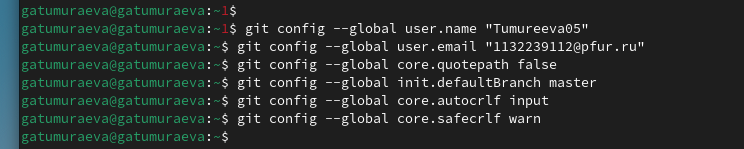 gatumuraeva@gatumuraeva:~1$
gatumuraeva@gatumuraeva:~1$ git config --global user.name "Tumureeva05"
gatumuraeva@gatumuraeva:~$ git config --global user.email "1132239112@pfur.ru"
gatumuraeva@gatumuraeva:~$ git config --global core.quotepath false
gatumuraeva@gatumuraeva:~$ git config --global init.defaultBranch master
gatumuraeva@gatumuraeva:~$ git config --global core.autocrlf input
gatumuraeva@gatumuraeva:~$ git config --global core.safecrlf warn
gatumuraeva@gatumuraeva:~$